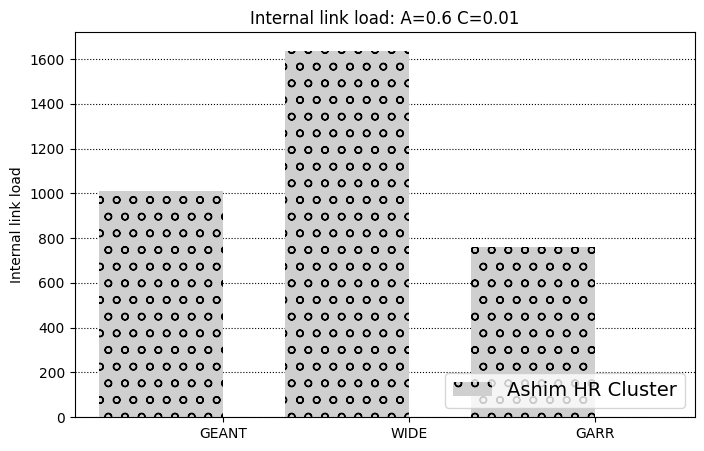 Internal link load: A=0.6 C=0.01
Internal link load
1600
1400
1200
1000
800
600
400
200
0
Ashim HR Cluster
GEANT
WIDE
GARR